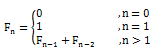 0 , n = 0
Fₙ = { 1 , n = 1
Fₙ₋₁ + Fₙ₋₂ , n > 1